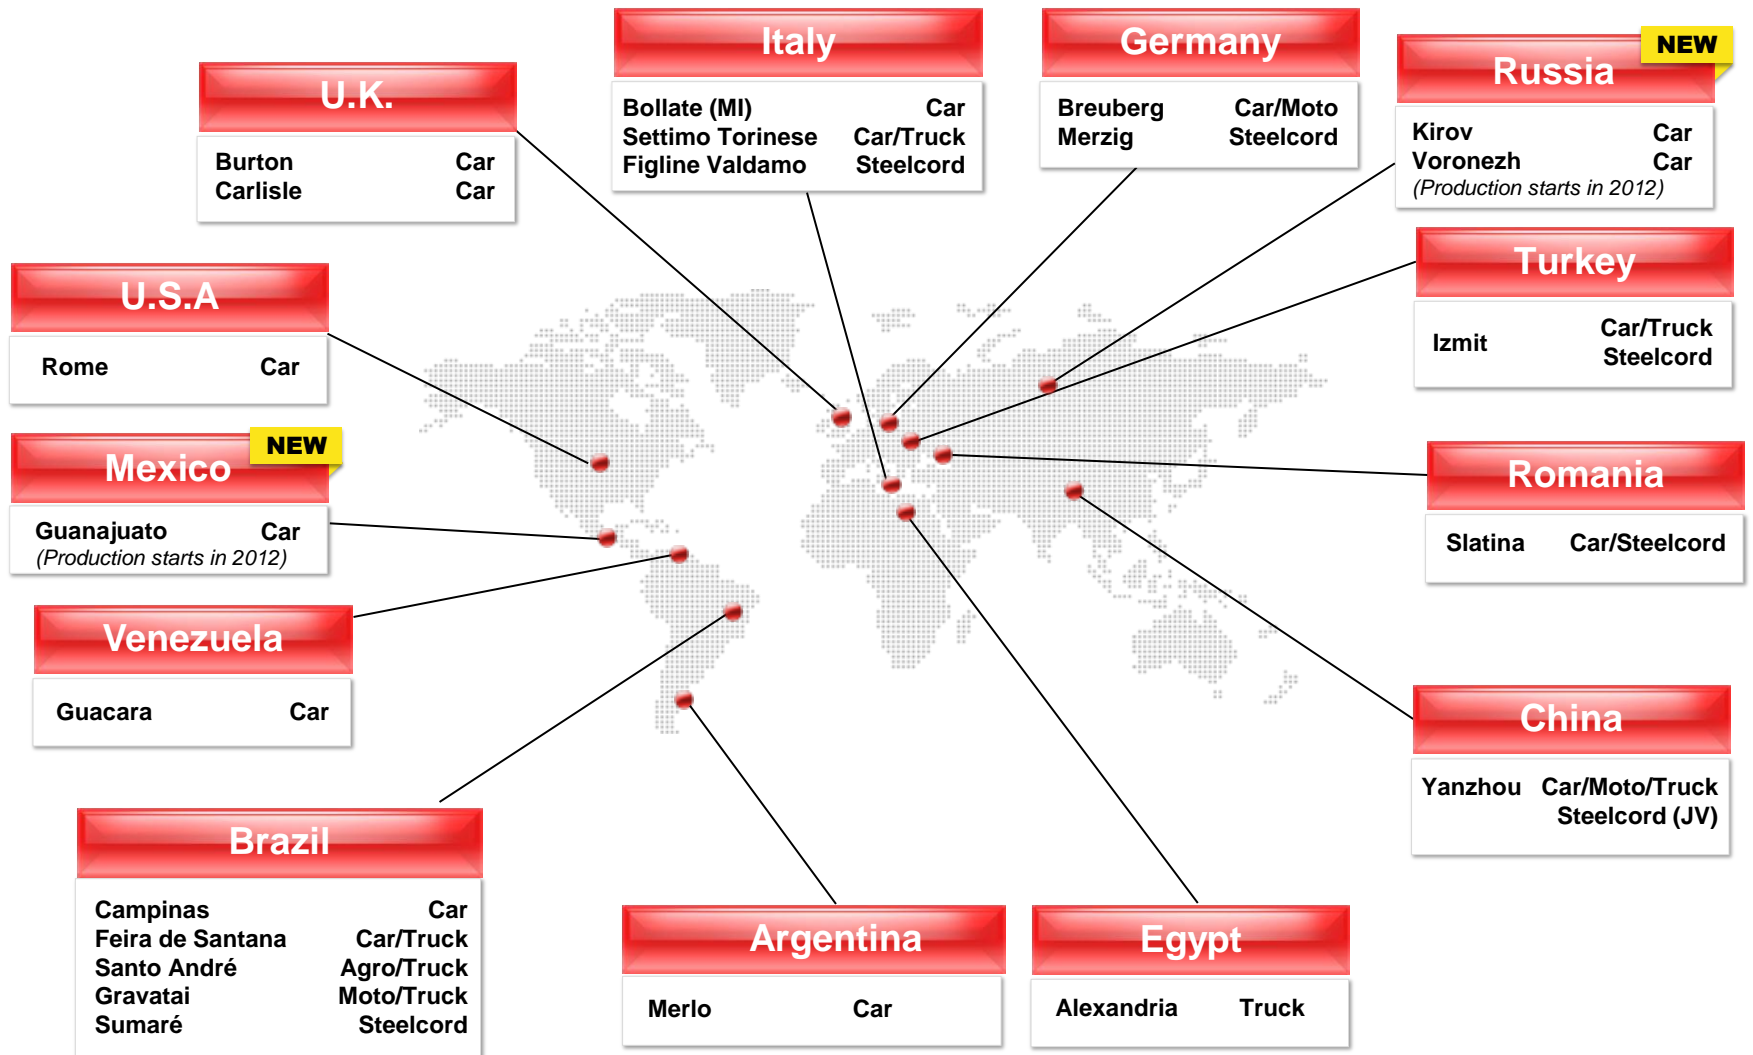 Italy
Bollate (MI) Car
Settimo Torinese Car/Truck
Figline Valdamo Steelcord
Germany
Breuberg Car/Moto
Merzig Steelcord
NEW
Russia
Kirov Car
Voronezh Car
(Production starts in 2012)
U.K.
Burton Car
Carlisle Car
Turkey
Izmit Car/Truck
Steelcord
U.S.A
Rome Car
NEW
Mexico
Guanajuato Car
(Production starts in 2012)
Romania
Slatina Car/Steelcord
Venezuela
Guacara Car
China
Yanzhou Car/Moto/Truck
Steelcord (JV)
Brazil
Campinas Car
Feira de Santana Car/Truck
Santo André Agro/Truck
Gravatai Moto/Truck
Sumaré Steelcord
Argentina
Merlo Car
Egypt
Alexandria Truck